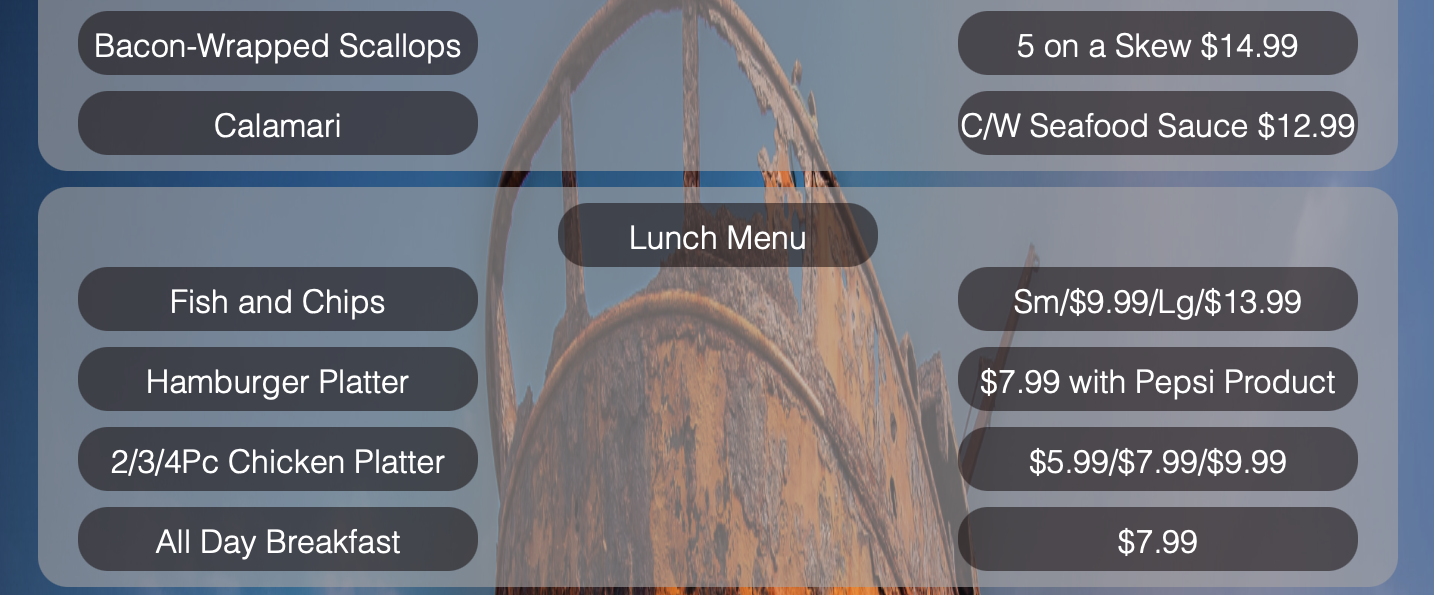 Bacon-Wrapped Scallops 5 on a Skew $14.99
Calamari C/W Seafood Sauce $12.99
Lunch Menu
Fish and Chips Sm/$9.99/Lg/$13.99
Hamburger Platter $7.99 with Pepsi Product
2/3/4Pc Chicken Platter $5.99/$7.99/$9.99
All Day Breakfast $7.99